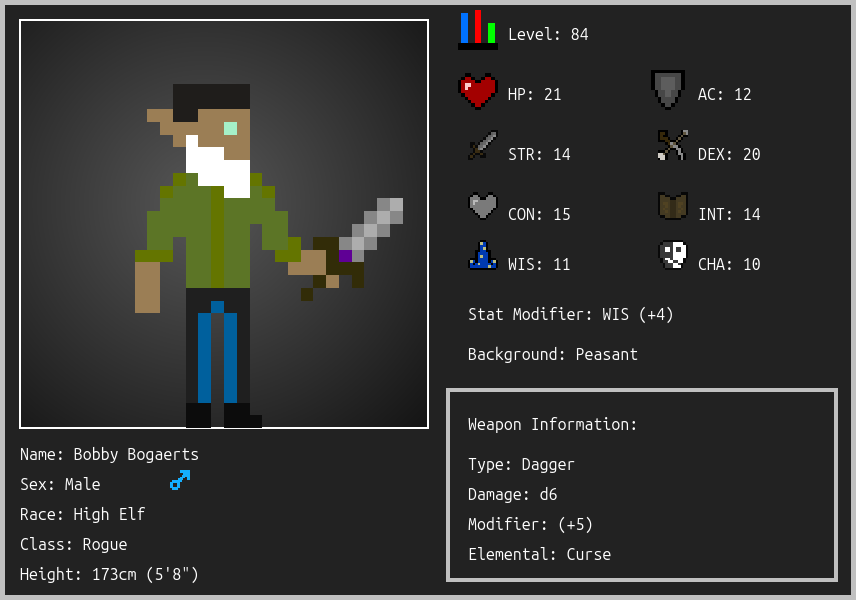 Level: 84
HP: 21
AC: 12
STR: 14
DEX: 20
CON: 15
INT: 14
WIS: 11
CHA: 10
Stat Modifier: WIS (+4)
Background: Peasant
Weapon Information:
Type: Dagger
Damage: d6
Modifier: (+5)
Elemental: Curse
Name: Bobby Bogaerts
Sex: Male
Race: High Elf
Class: Rogue
Height: 173cm (5'8")